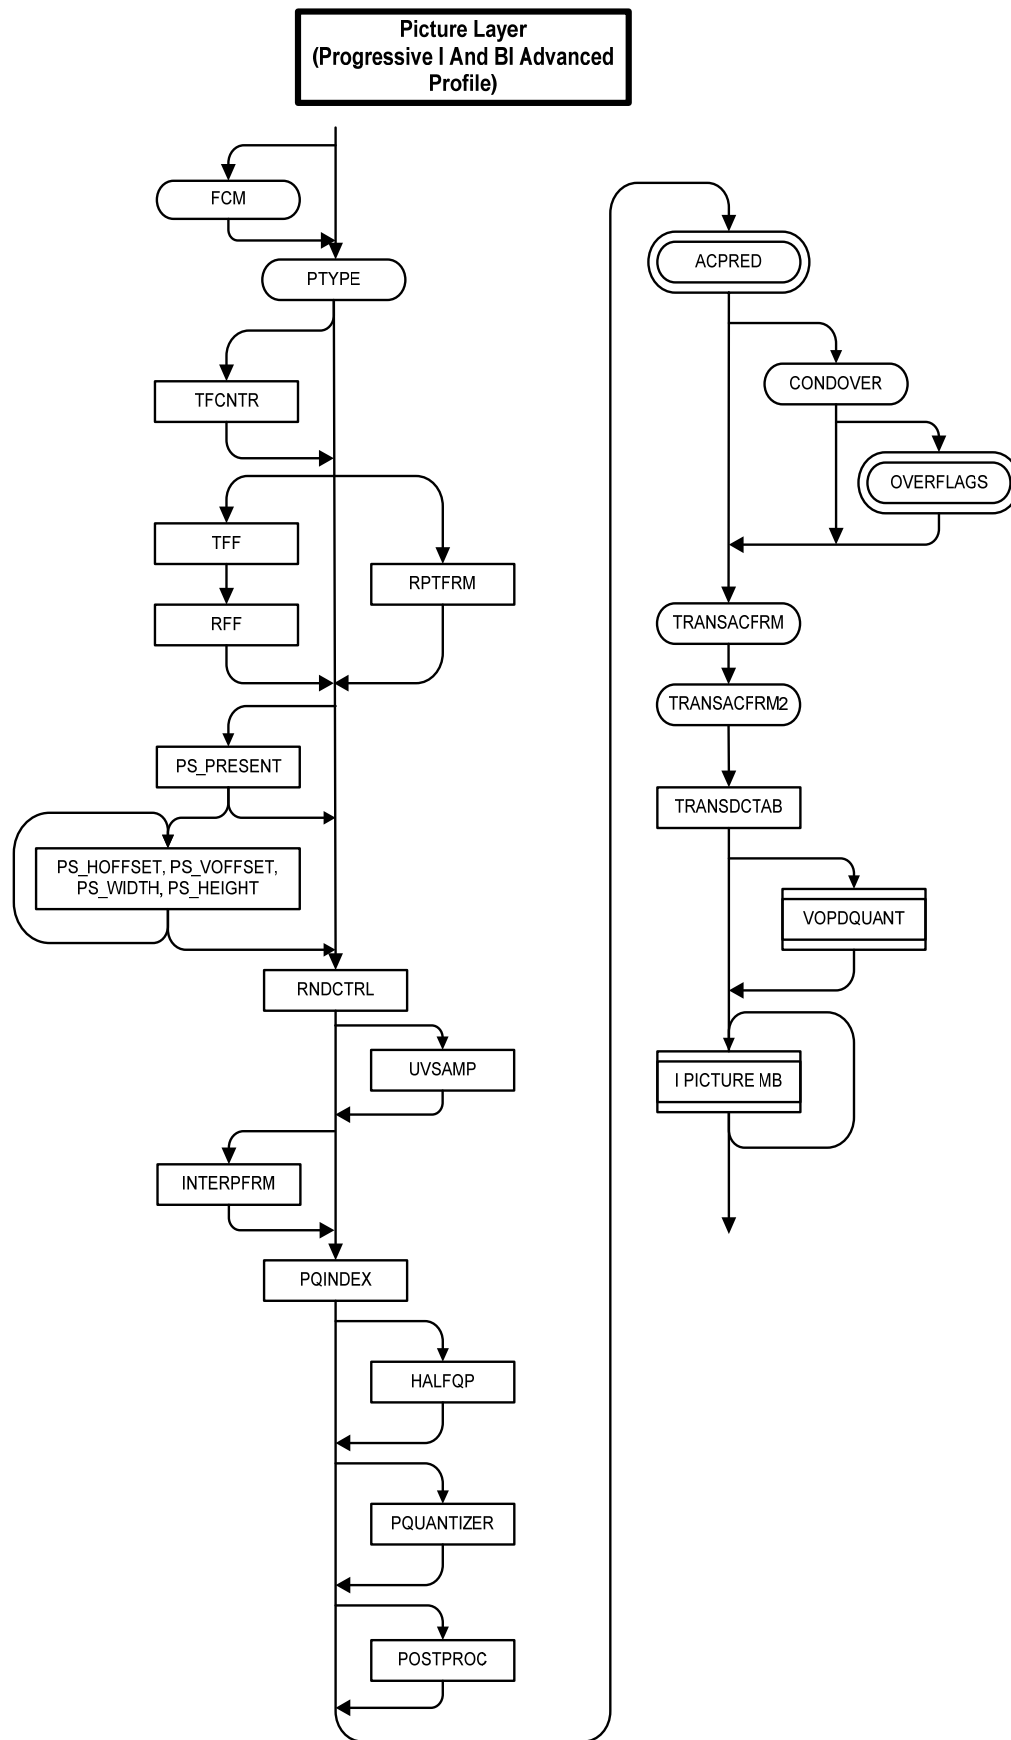 Picture Layer
(Progressive I And BI Advanced
Profile)
FCM
PTYPE
TFCNTR
TFF
RPTFRM
RFF
PS_PRESENT
PS_HOFFSET, PS_VOFFSET,
PS_WIDTH, PS_HEIGHT
RNDCTRL
UVSAMP
INTERPFRM
PQINDEX
HALFQP
PQUANTIZER
POSTPROC
ACPRED
CONDOVER
OVERFLAGS
TRANSACFRM
TRANSACFRM2
TRANSDCTAB
VOPDQUANT
I PICTURE MB